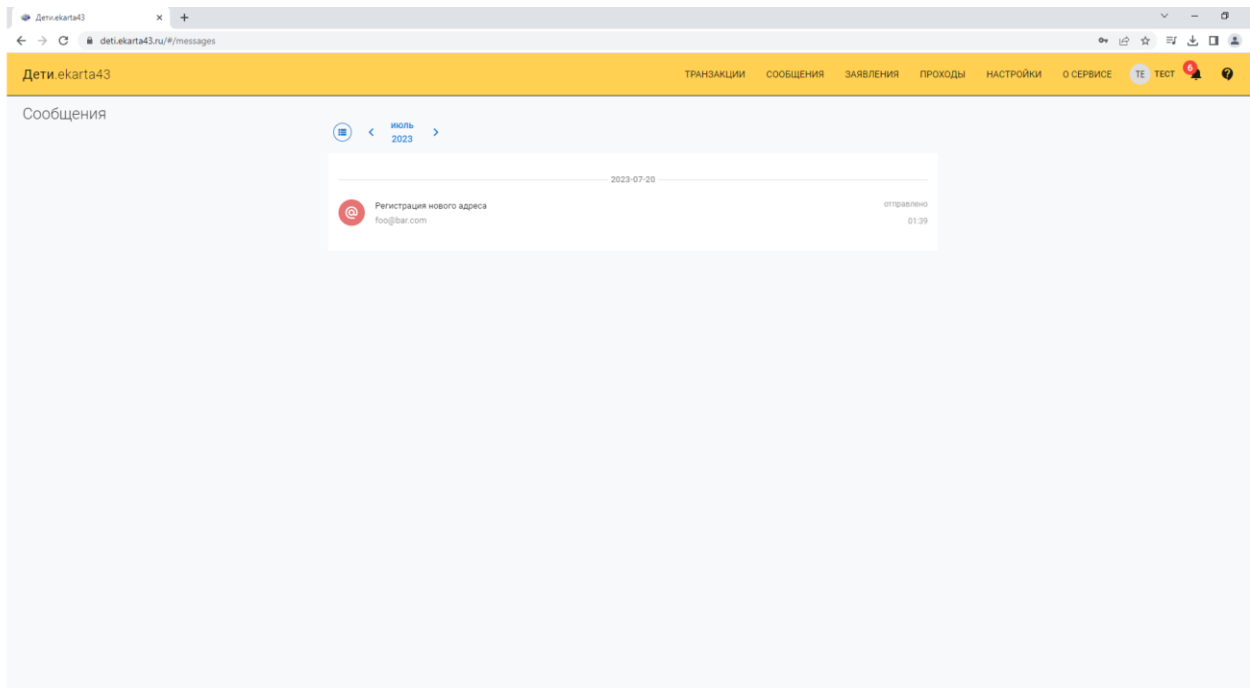 Дети.ekarta43
deti.ekarta43.ru/#/messages
Дети.ekarta43
ТРАНЗАКЦИИ СООБЩЕНИЯ ЗАЯВЛЕНИЯ ПРОХОДЫ НАСТРОЙКИ О СЕРВИСЕ ТЕ ТЕСТ 6
Сообщения
июль
2023
2023-07-20
Регистрация нового адреса отправлено
foo@bar.com 01:39